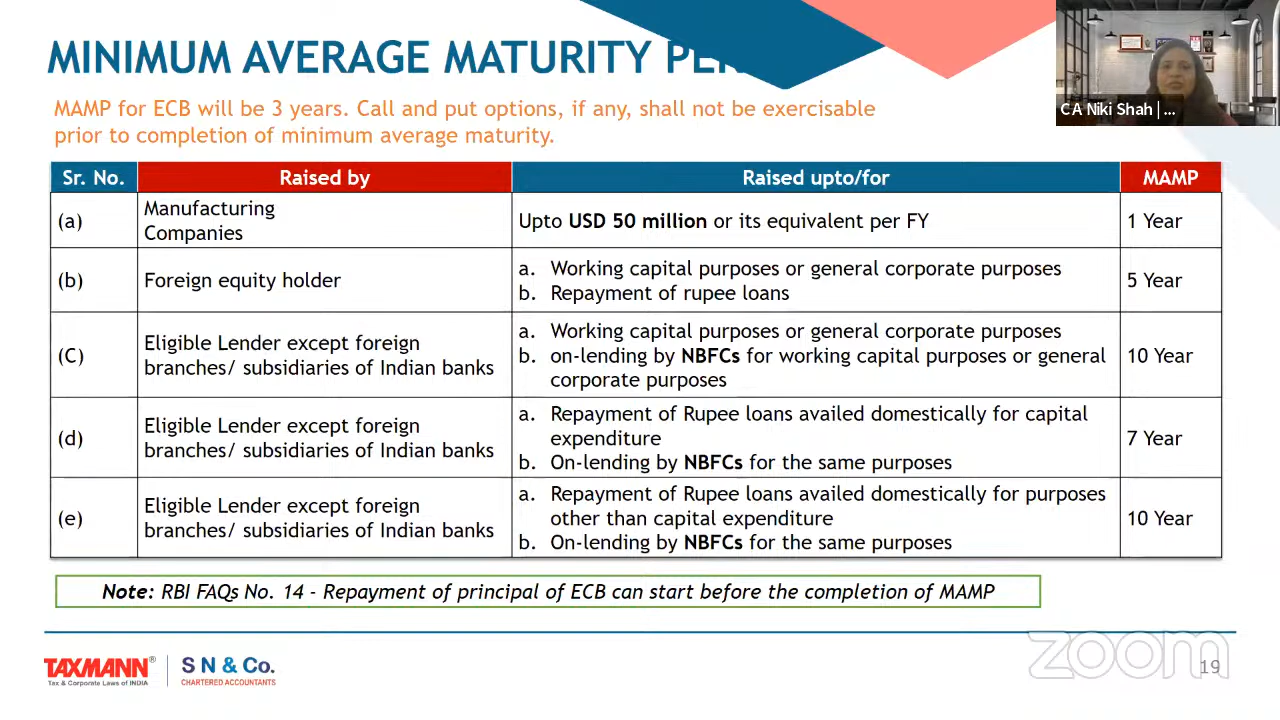 MINIMUM AVERAGE MATURITY PER
MAMP for ECB will be 3 years. Call and put options, if any, shall not be exercisable
prior to completion of minimum average maturity.
Sr. No. Raised by Raised upto/for MAMP
(a) Manufacturing
Companies
Upto USD 50 million or its equivalent per FY
1 Year
(b) Foreign equity holder
a. Working capital purposes or general corporate purposes
b. Repayment of rupee loans
5 Year
(C) Eligible Lender except foreign
branches/ subsidiaries of Indian banks
a. Working capital purposes or general corporate purposes
b. on-lending by NBFCs for working capital purposes or general
corporate purposes
10 Year
(d) Eligible Lender except foreign
branches/ subsidiaries of Indian banks
a. Repayment of Rupee loans availed domestically for capital
expenditure
b. On-lending by NBFCs for the same purposes
7 Year
(e) Eligible Lender except foreign
branches/ subsidiaries of Indian banks
a. Repayment of Rupee loans availed domestically for purposes
other than capital expenditure
b. On-lending by NBFCs for the same purposes
10 Year
Note: RBI FAQs No. 14 - Repayment of principal of ECB can start before the completion of MAMP
TAXMANN®
Tax & Corporate Laws of INDIA
S N & Co.
CHARTERED ACCOUNTANTS
zoom
19
CA Niki Shah | ...